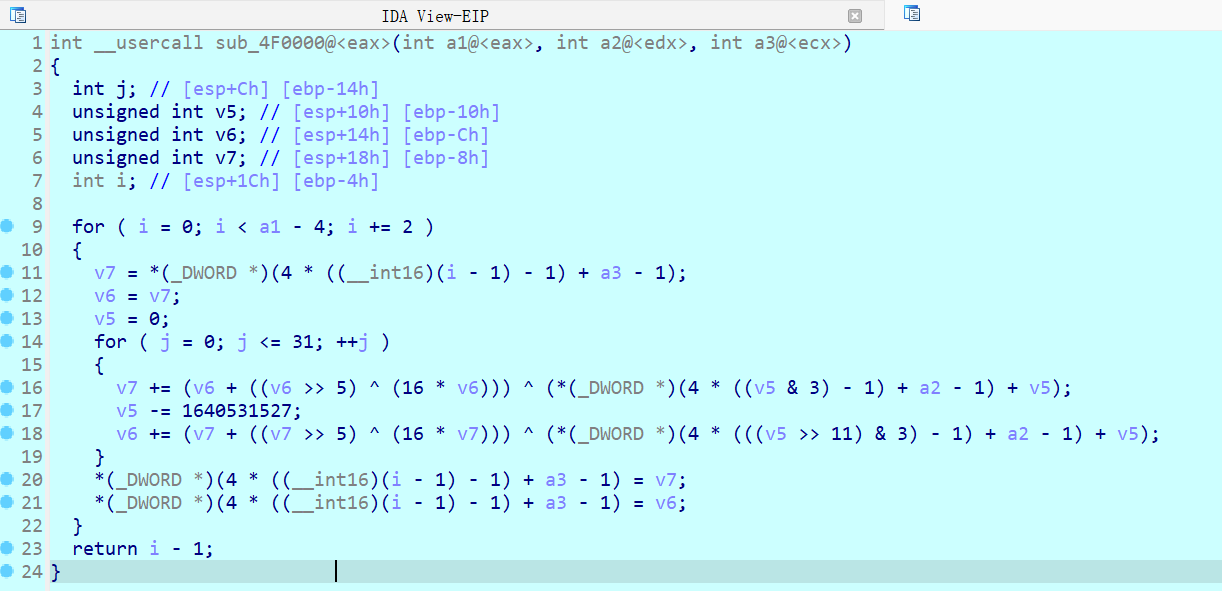 IDA View-EIP
1 int __usercall sub_4F0000@<eax>(int a1@<eax>, int a2@<edx>, int a3@<ecx>)
2 {
3   int j; // [esp+Ch] [ebp-14h]
4   unsigned int v5; // [esp+10h] [ebp-10h]
5   unsigned int v6; // [esp+14h] [ebp-Ch]
6   unsigned int v7; // [esp+18h] [ebp-8h]
7   int i; // [esp+1Ch] [ebp-4h]
8
9   for ( i = 0; i < a1 - 4; i += 2 )
10   {
11     v7 = *(_DWORD *)(4 * ((__int16)(i - 1) - 1) + a3 - 1);
12     v6 = v7;
13     v5 = 0;
14     for ( j = 0; j <= 31; ++j )
15     {
16       v7 += (v6 + ((v6 >> 5) ^ (16 * v6))) ^ (*(_DWORD *)(4 * ((v5 & 3) - 1) + a2 - 1) + v5);
17       v5 -= 1640531527;
18       v6 += (v7 + ((v7 >> 5) ^ (16 * v7))) ^ (*(_DWORD *)(4 * (((v5 >> 11) & 3) - 1) + a2 - 1) + v5);
19     }
20     *(_DWORD *)(4 * ((__int16)(i - 1) - 1) + a3 - 1) = v7;
21     *(_DWORD *)(4 * ((__int16)(i - 1) - 1) + a3 - 1) = v6;
22   }
23   return i - 1;
24 }